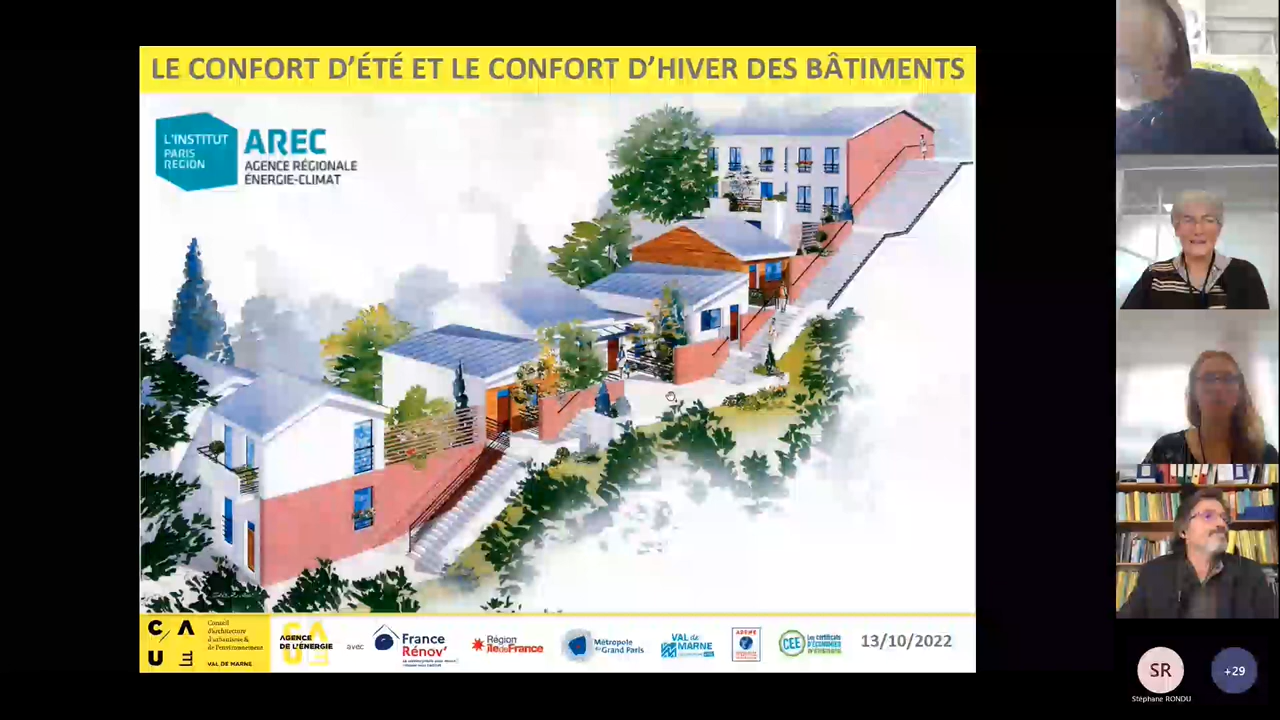 LE CONFORT D'ÉTÉ ET LE CONFORT D'HIVER DES BÂTIMENTS
L'INSTITUT
PARIS
REGION
AREC
AGENCE RÉGIONALE
ÉNERGIE-CLIMAT
C A
U E
Conseil
d'architecture
d'urbanisme &
de l'environnement
VAL DE MARNE
AGENCE
DE L'ÉNERGIE
avec
France
Rénov'
Région
île de France
Métropole
du Grand Paris
VAL de
MARNE
ADEME
CEE
Les certificats
D'ÉCONOMIES
13/10/2022
SR
Stéphane RONDU
+29